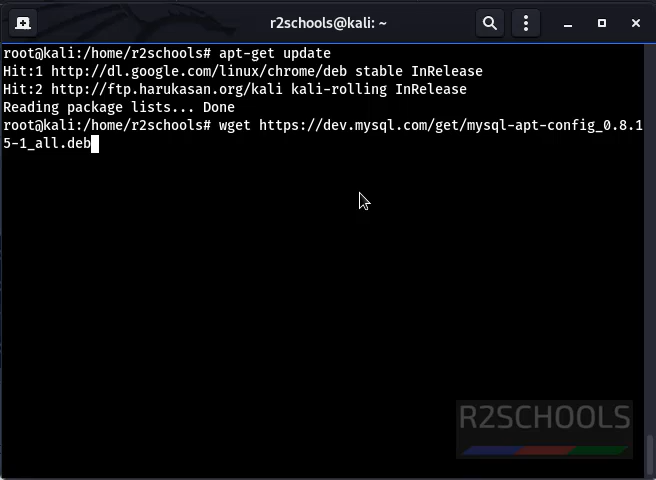 r2schools@kali: ~
root@kali:/home/r2schools# apt-get update
Hit:1 http://dl.google.com/linux/chrome/deb stable InRelease
Hit:2 http://ftp.harukasan.org/kali kali-rolling InRelease
Reading package lists... Done
root@kali:/home/r2schools# wget https://dev.mysql.com/get/mysql-apt-config_0.8.1
5-1_all.deb
R2SCHOOLS